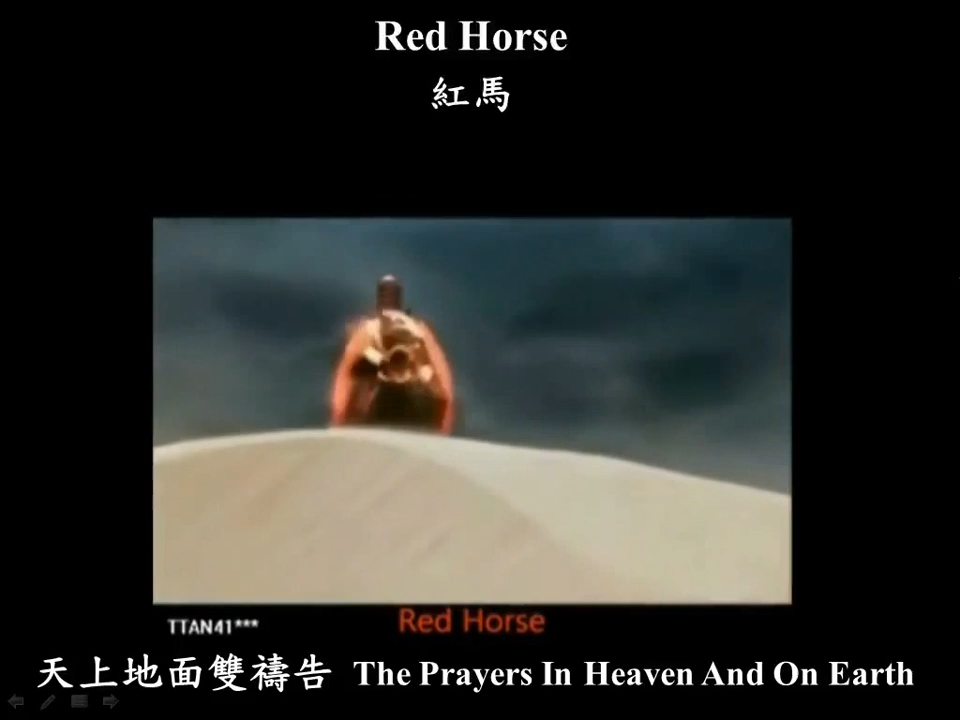 Red Horse
紅馬
TTAN41***
Red Horse
天上地面雙禱告 The Prayers In Heaven And On Earth